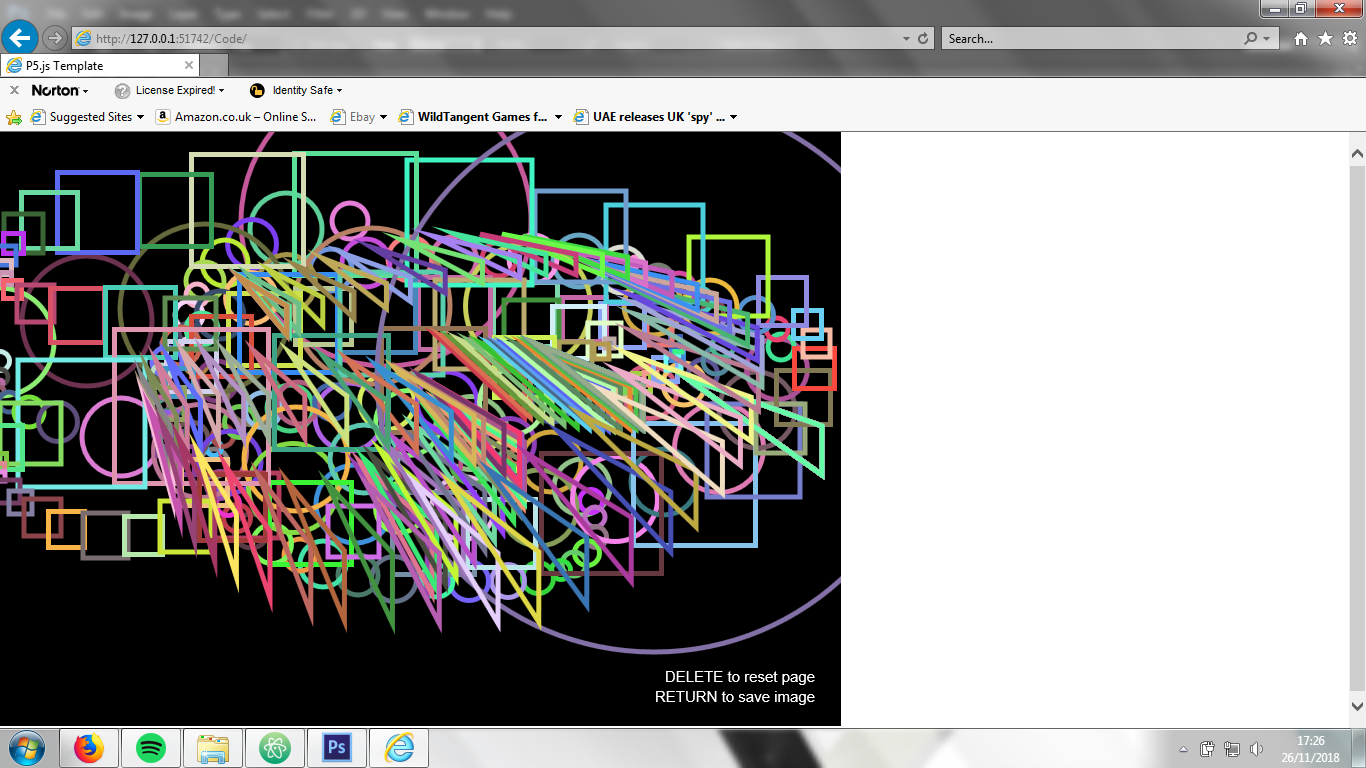 http://127.0.0.1:51742/Code/
Search...
P5.js Template
Norton
License Expired!
Identity Safe
Suggested Sites
Amazon.co.uk – Online S...
Ebay
WildTangent Games f...
UAE releases UK 'spy' ...
DELETE to reset page
RETURN to save image
Ps
17:26
26/11/2018